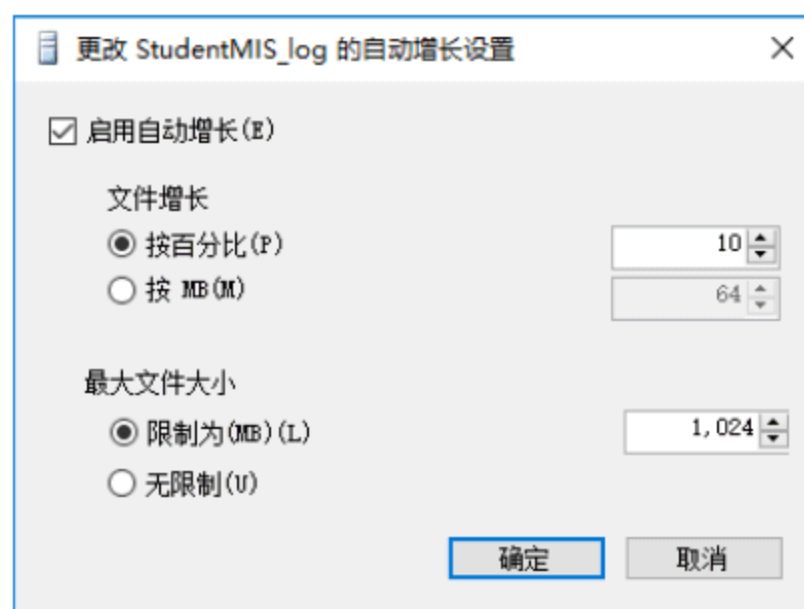 更改 StudentMIS_log 的自动增长设置
启用自动增长(E)
文件增长
按百分比(P) 10
按 MB(M) 64
最大文件大小
限制为(MB)(L) 1,024
无限制(U)
确定 取消